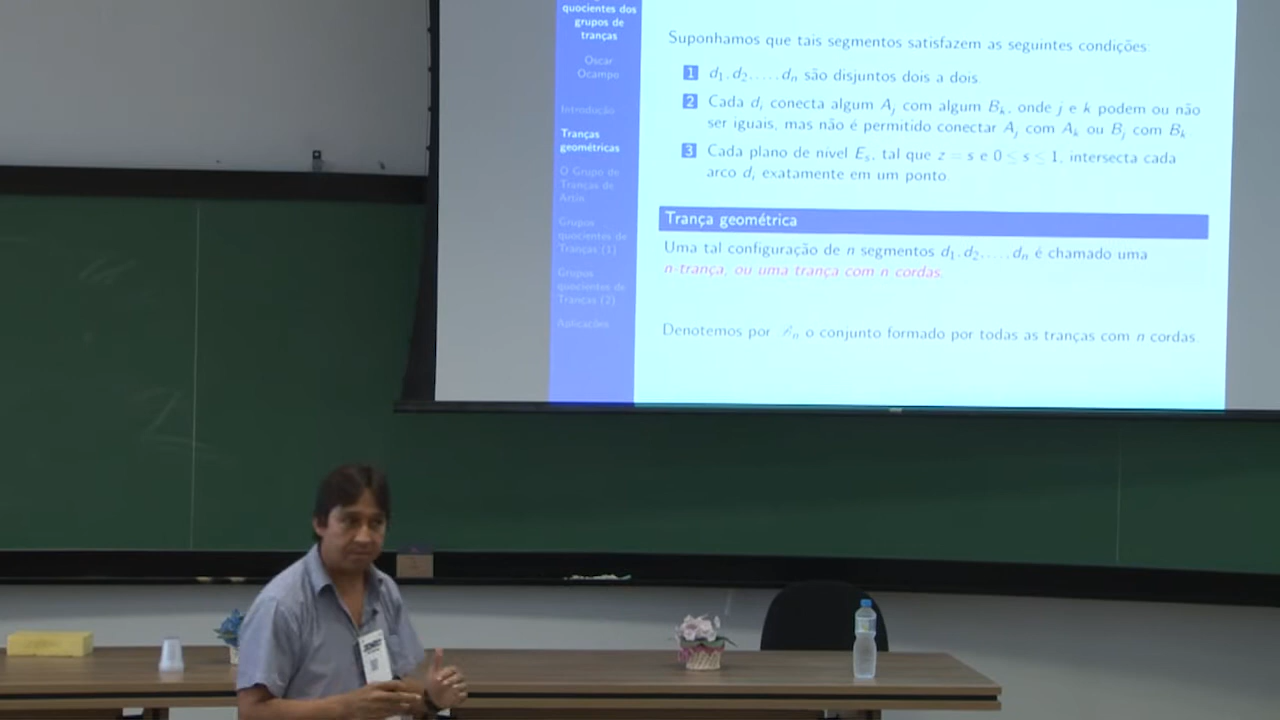 quocientes dos
grupos de
tranças
Oscar
Ocampo
Introdução
Tranças
geométricas
O Grupo de
Tranças de
Artin
Grupos
quocientes de
Tranças (1)
Grupos
quocientes de
Tranças (2)
Aplicações
Suponhamos que tais segmentos satisfazem as seguintes condições:
1 d₁, d₂, . . . , dₙ são disjuntos dois a dois.
2 Cada dᵢ conecta algum Aⱼ com algum Bₖ, onde j e k podem ou não
ser iguais, mas não é permitido conectar Aⱼ com Aₖ ou Bⱼ com Bₖ
3 Cada plano de nível Eₛ, tal que z = s e 0 ≤ s ≤ 1, intersecta cada
arco dᵢ exatamente em um ponto.
Trança geométrica
Uma tal configuração de n segmentos d₁, d₂, . . . , dₙ é chamado uma
n-trança, ou uma trança com n cordas.
Denotemos por o conjunto formado por todas as tranças com n cordas.